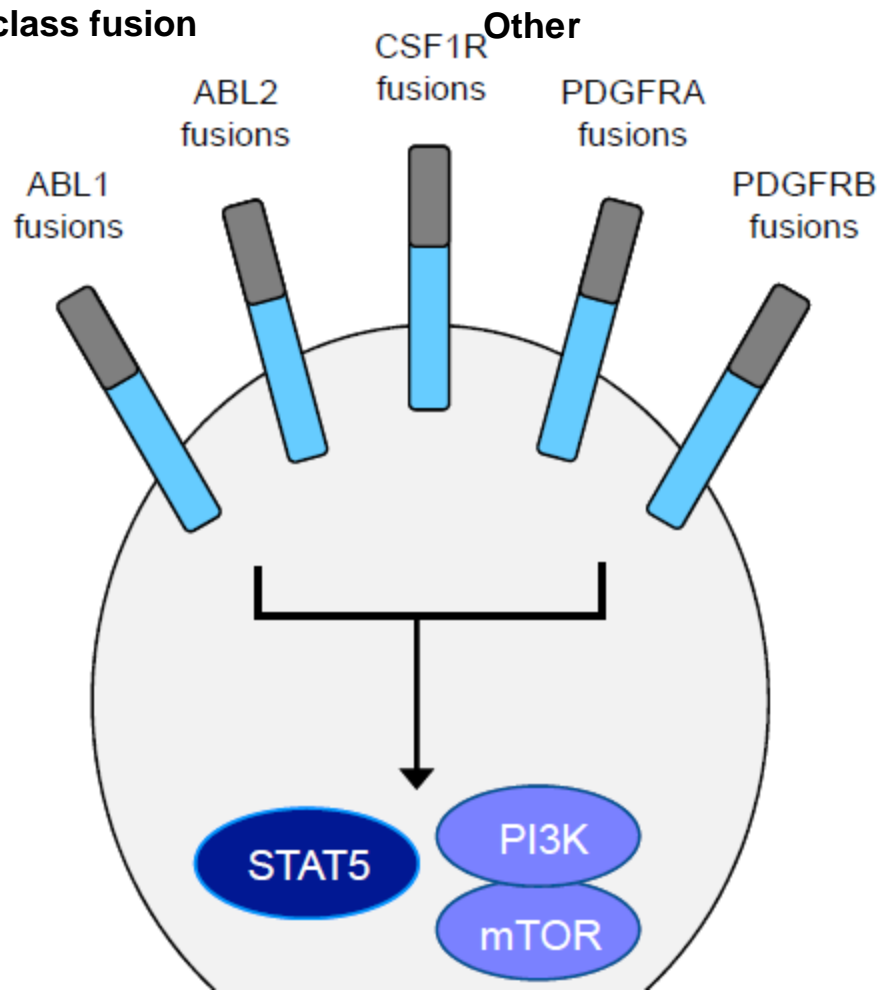 class fusion
Other
CSF1R
fusions
ABL2
fusions
PDGFRA
fusions
ABL1
fusions
PDGFRB
fusions
STAT5
PI3K
mTOR